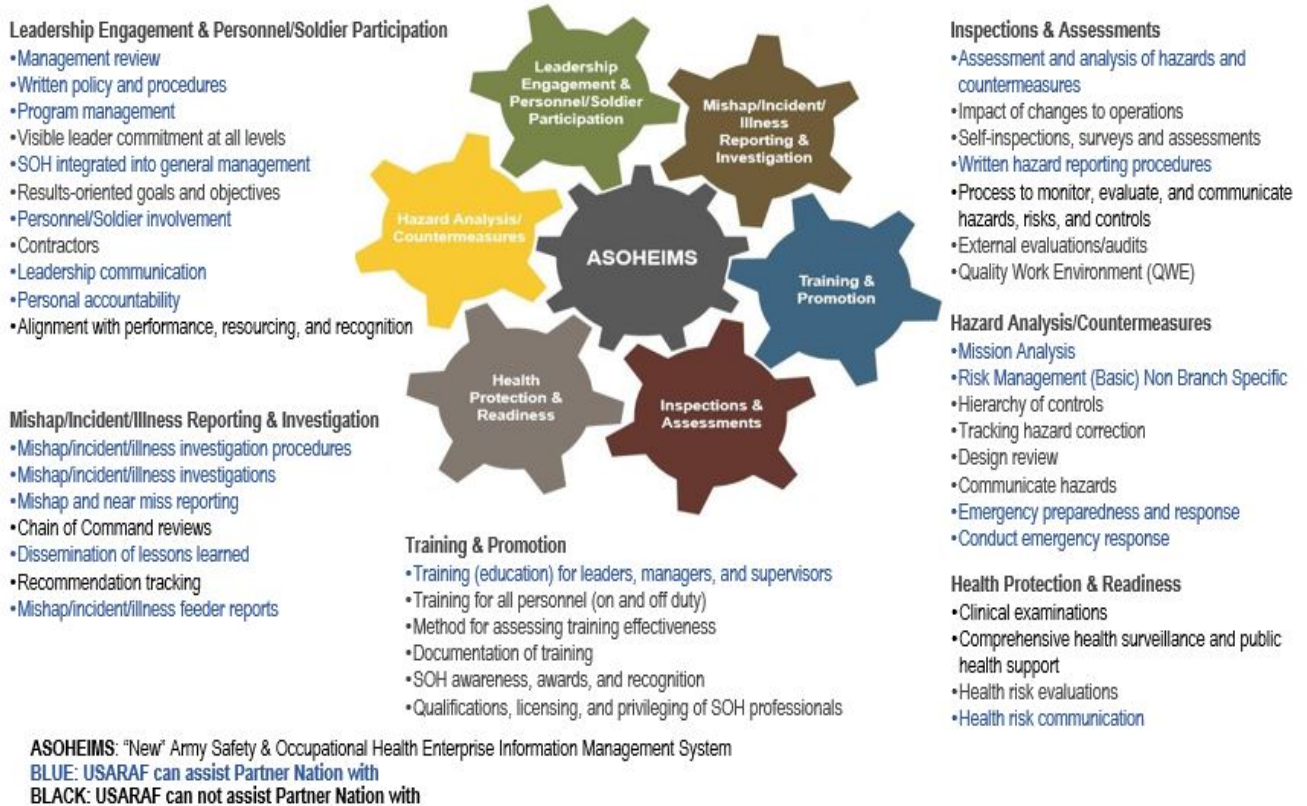 Leadership Engagement & Personnel/Soldier Participation
•Management review
•Written policy and procedures
•Program management
•Visible leader commitment at all levels
•SOH integrated into general management
•Results-oriented goals and objectives
•Personnel/Soldier involvement
•Contractors
•Leadership communication
•Personal accountability
•Alignment with performance, resourcing, and recognition
Mishap/Incident/Illness Reporting & Investigation
•Mishap/incident/illness investigation procedures
•Mishap/incident/illness investigations
•Mishap and near miss reporting
•Chain of Command reviews
•Dissemination of lessons learned
•Recommendation tracking
•Mishap/incident/illness feeder reports
Leadership
Engagement &
Personnel/Soldier
Participation
Mishap/Incident/
Illness
Reporting &
Investigation
Hazard Analysis/
Countermeasures
ASOHEIMS
Training &
Promotion
Health
Protection &
Readiness
Inspections &
Assessments
Training & Promotion
•Training (education) for leaders, managers, and supervisors
•Training for all personnel (on and off duty)
•Method for assessing training effectiveness
•Documentation of training
•SOH awareness, awards, and recognition
•Qualifications, licensing, and privileging of SOH professionals
Inspections & Assessments
•Assessment and analysis of hazards and
countermeasures
•Impact of changes to operations
•Self-inspections, surveys and assessments
•Written hazard reporting procedures
•Process to monitor, evaluate, and communicate
hazards, risks, and controls
•External evaluations/audits
•Quality Work Environment (QWE)
Hazard Analysis/Countermeasures
•Mission Analysis
•Risk Management (Basic) Non Branch Specific
•Hierarchy of controls
•Tracking hazard correction
•Design review
•Communicate hazards
•Emergency preparedness and response
•Conduct emergency response
Health Protection & Readiness
•Clinical examinations
•Comprehensive health surveillance and public
health support
•Health risk evaluations
•Health risk communication
ASOHEIMS: “New” Army Safety & Occupational Health Enterprise Information Management System
BLUE: USARAF can assist Partner Nation with
BLACK: USARAF can not assist Partner Nation with